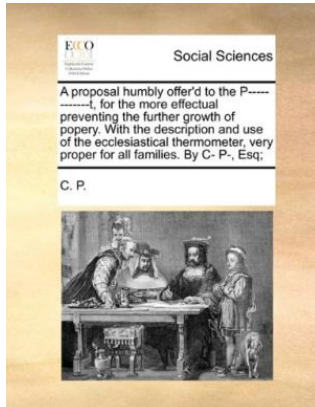 ECCO
Social Sciences
A proposal humbly offer'd to the P-----
-----------t, for the more effectual
preventing the further growth of
popery. With the description and use
of the ecclesiastical thermometer, very
proper for all families. By C- P-, Esq;
C. P.